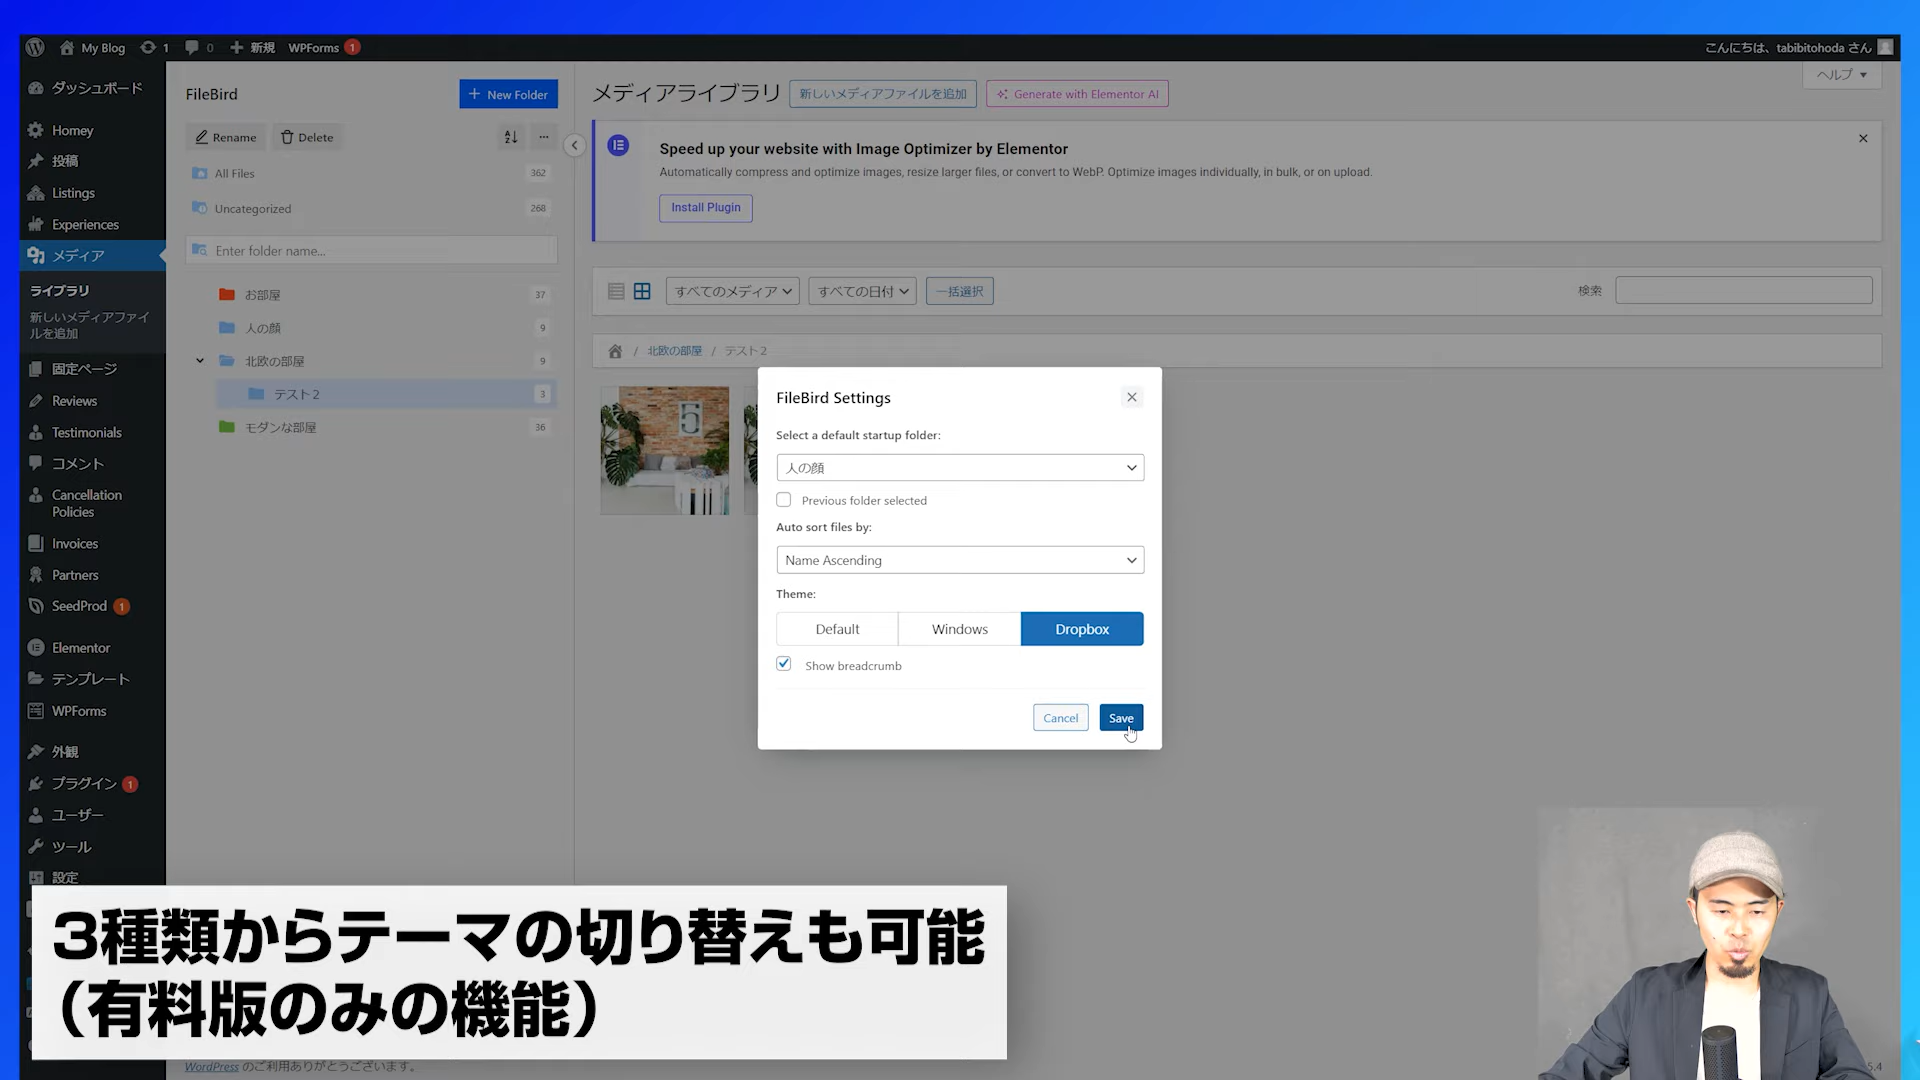 My Blog
1
0
新規
WPForms 1
こんにちは、tabibitohoda さん
ダッシュボード
Homey
投稿
Listings
Experiences
メディア
ライブラリ
新しいメディアファイ
ルを追加
固定ページ
Reviews
Testimonials
コメント
Cancellation
Policies
Invoices
Partners
SeedProd 1
Elementor
テンプレート
WPForms
外観
プラグイン 1
ユーザー
ツール
設定
FileBird
New Folder
Rename
Delete
All Files 362
Uncategorized 268
Enter folder name...
お部屋 37
人の顔 9
北欧の部屋 9
テスト2 3
モダンな部屋 36
メディアライブラリ
新しいメディアファイルを追加
Generate with Elementor AI
ヘルプ
Speed up your website with Image Optimizer by Elementor
Automatically compress and optimize images, resize larger files, or convert to WebP. Optimize images individually, in bulk, or on upload.
Install Plugin
すべてのメディア
すべての日付
一括選択
検索
/ 北欧の部屋 / テスト2
5
FileBird Settings
Select a default startup folder:
人の顔
Previous folder selected
Auto sort files by:
Name Ascending
Theme:
Default
Windows
Dropbox
Show breadcrumb
Cancel
Save
3種類からテーマの切り替えも可能
（有料版のみの機能）
WordPress のご利用ありがとうございます。
5.4